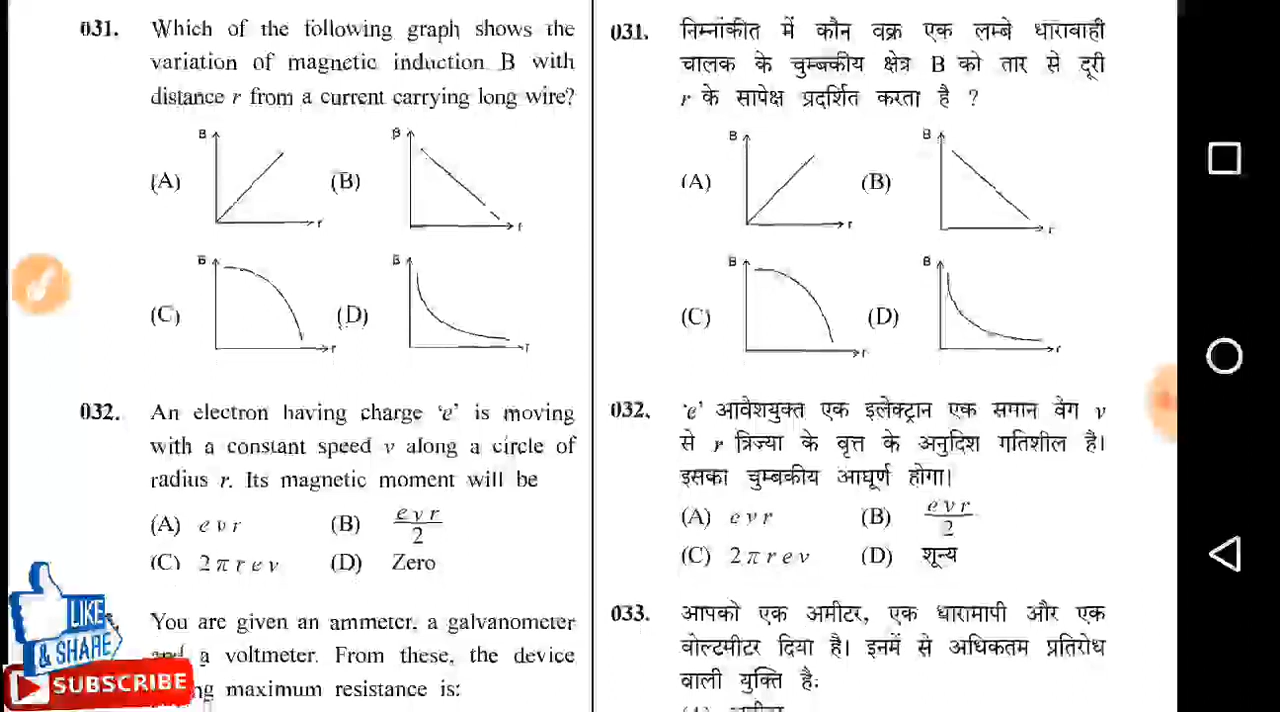 031. Which of the following graph shows the
variation of magnetic induction B with
distance r from a current carrying long wire?
B
r
(A)
B
r
(B)
B
r
(C)
B
r
(D)
032. An electron having charge 'e' is moving
with a constant speed v along a circle of
radius r. Its magnetic moment will be
(A) e v r (B) e v r / 2
(C) 2 π r e v (D) Zero
You are given an ammeter, a galvanometer
a voltmeter. From these, the device
maximum resistance is:
031. निम्नांकीत में कौन वक्र एक लम्बे धारावाही
चालक के चुम्बकीय क्षेत्र B को तार से दूरी
r के सापेक्ष प्रदर्शित करता है ?
B
r
(A)
B
r
(B)
B
r
(C)
B
r
(D)
032. 'e' आवेशयुक्त एक इलेक्ट्रान एक समान वेग v
से r त्रिज्या के वृत्त के अनुदिश गतिशील है।
इसका चुम्बकीय आघूर्ण होगा।
(A) e v r (B) e v r / 2
(C) 2 π r e v (D) शून्य
033. आपको एक अमीटर, एक धारामापी और एक
वोल्टमीटर दिया है। इनमें से अधिकतम प्रतिरोध
वाली युक्ति है:
LIKE
& SHARE
SUBSCRIBE